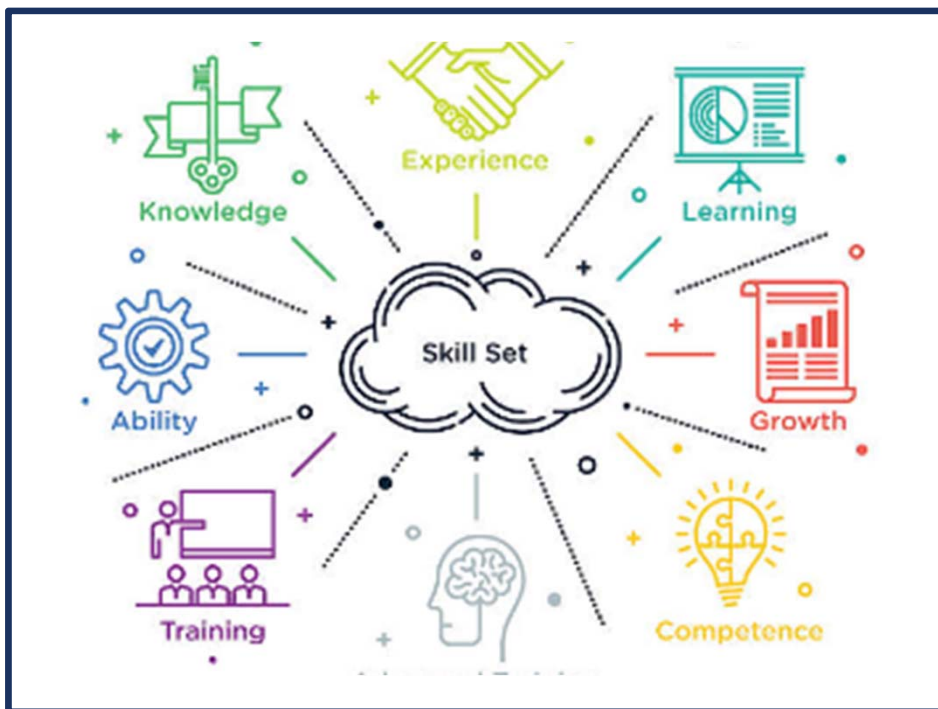 Experience
Knowledge
Learning
Skill Set
Ability
Growth
Training
Competence